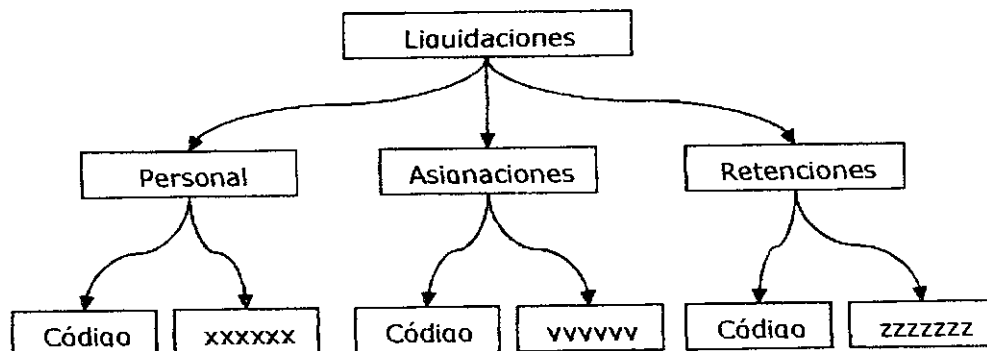 Liquidaciones
Personal
Asignaciones
Retenciones
Código
xxxxxx
Código
yyyyyy
Código
zzzzzzz